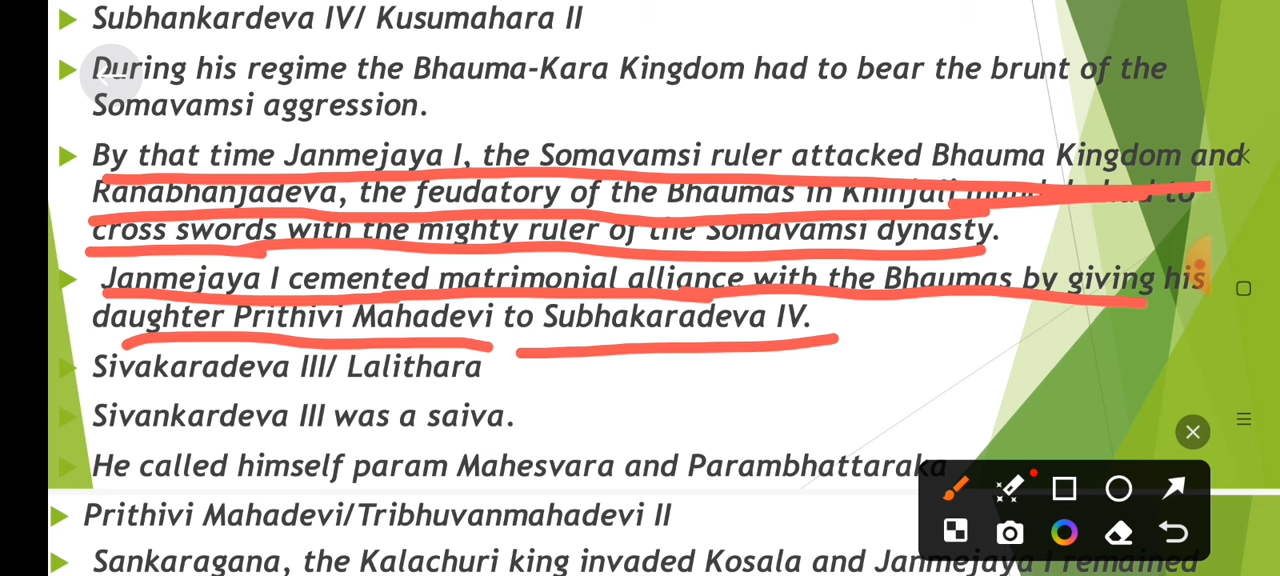 Subhankardeva IV/ Kusumahara II
During his regime the Bhauma-Kara Kingdom had to bear the brunt of the
Somavamsi aggression.
By that time Janmejaya I, the Somavamsi ruler attacked Bhauma Kingdom and
Ranabhanjadeva, the feudatory of the Bhaumas in Khinjali had to
cross swords with the mighty ruler of the Somavamsi dynasty.
Janmejaya I cemented matrimonial alliance with the Bhaumas by giving his
daughter Prithivi Mahadevi to Subhakaradeva IV.
Sivakaradeva III/ Lalithara
Sivankardeva III was a saiva.
He called himself param Mahesvara and Parambhattaraka
Prithivi Mahadevi/Tribhuvanmahadevi II
Sankaragana, the Kalachuri king invaded Kosala and Janmejaya I remained